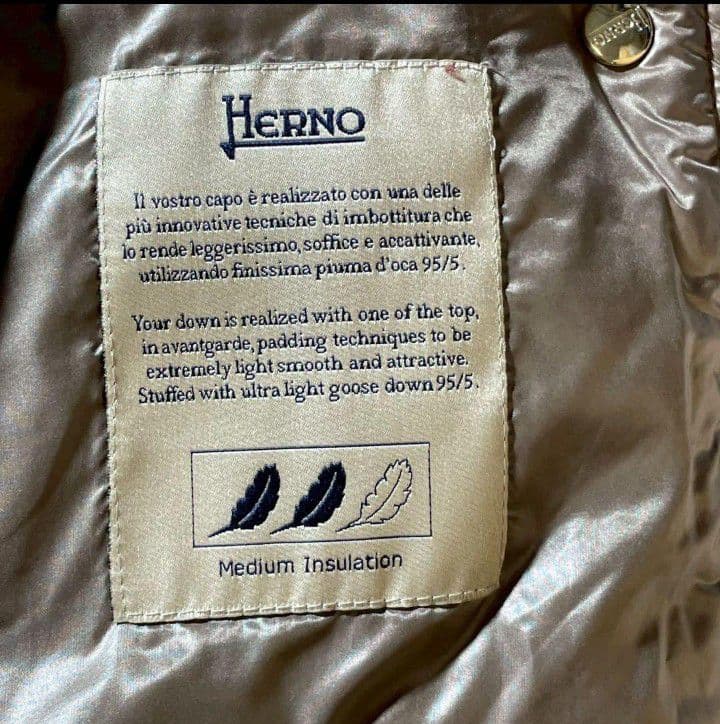 HERNO
Il vostro capo è realizzato con una delle
più innovative tecniche di imbottitura che
lo rende leggerissimo, soffice e accattivante,
utilizzando finissima piuma d'oca 95/5.
Your down is realized with one of the top,
in avantgarde, padding techniques to be
extremely light smooth and attractive.
Stuffed with ultra light goose down 95/5.
Medium Insulation